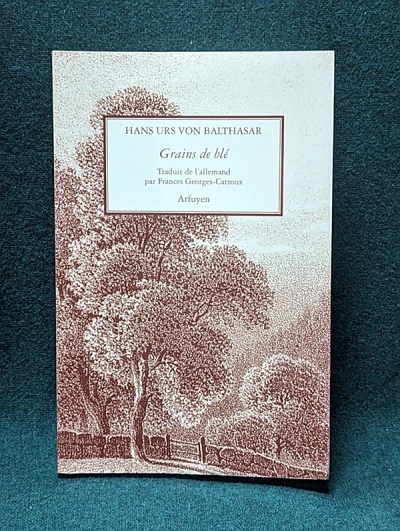 HANS URS VON BALTHASAR
Grains de blé
Traduit de l'allemand
par Frances Georges-Catroux
Arfuyen